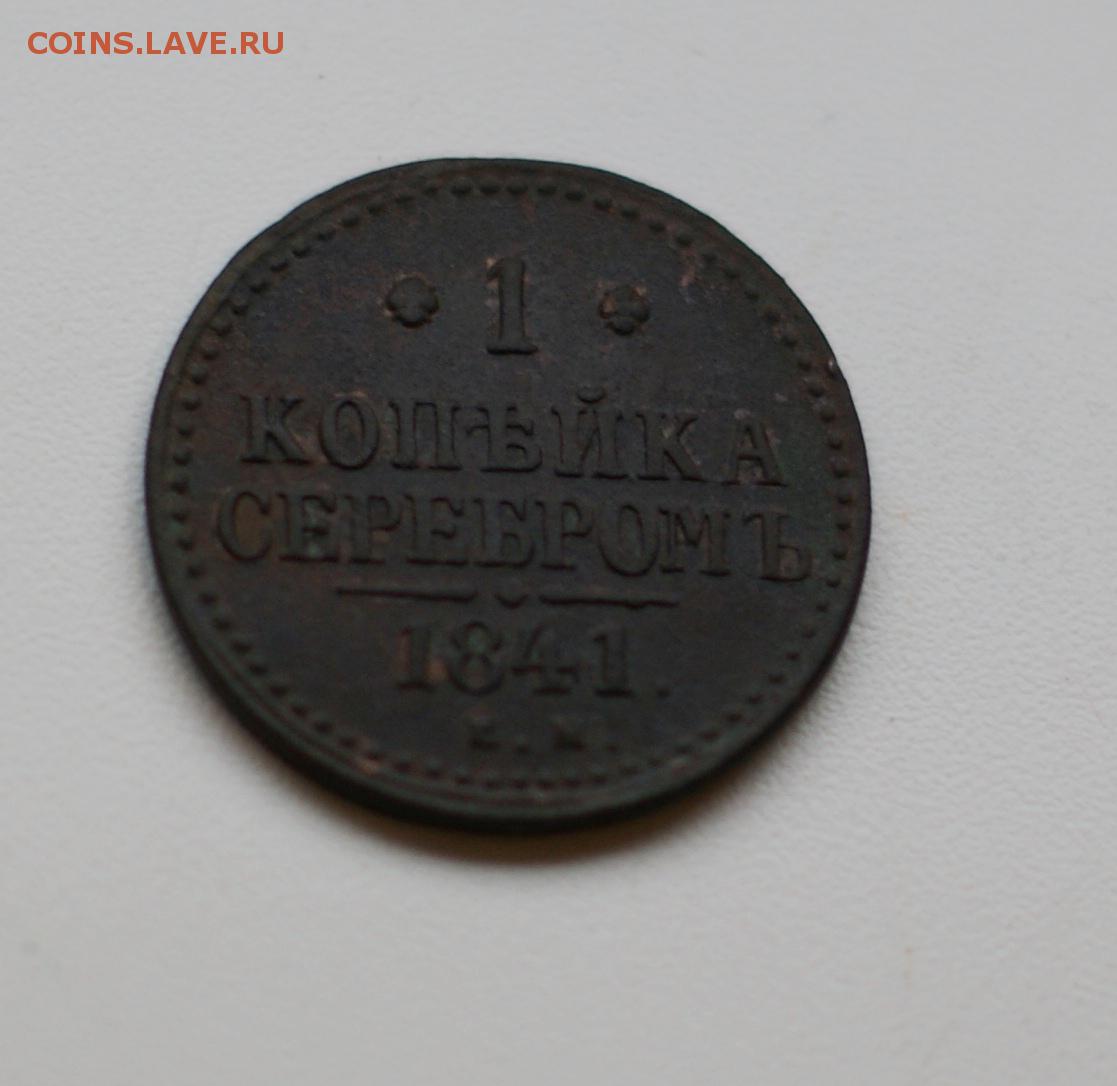 COINS.LAVE.RU
1
КОПѢЙКА
СЕРЕБРОМЪ
1841.
Е.М.